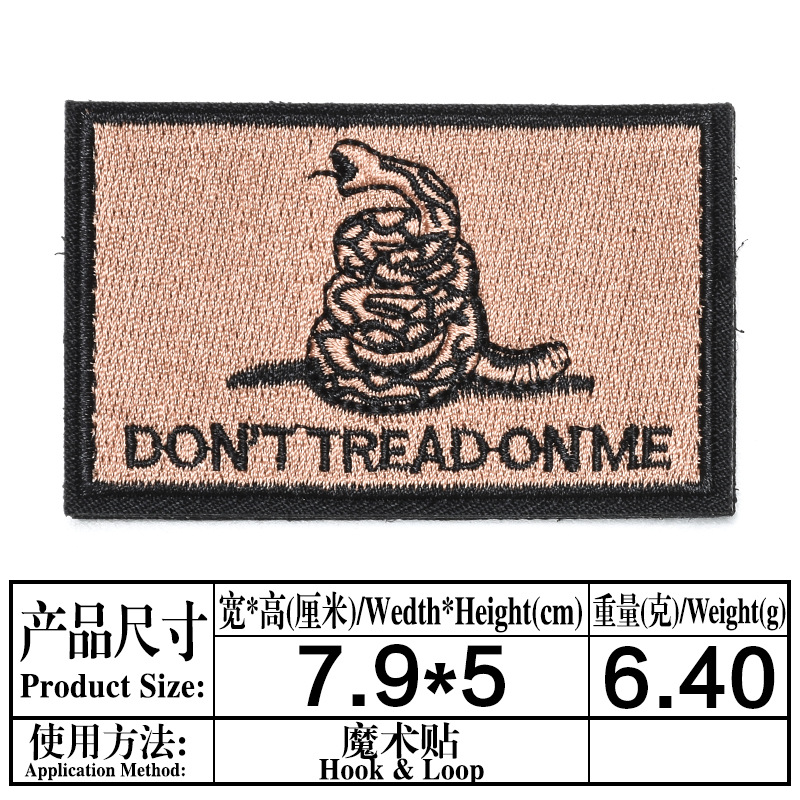 DON'T TREAD ON ME
产品尺寸
Product Size:
宽*高(厘米)/Wedth*Height(cm)
重量(克)/Weight(g)
7.9*5
6.40
使用方法:
Application Method:
魔术贴
Hook & Loop